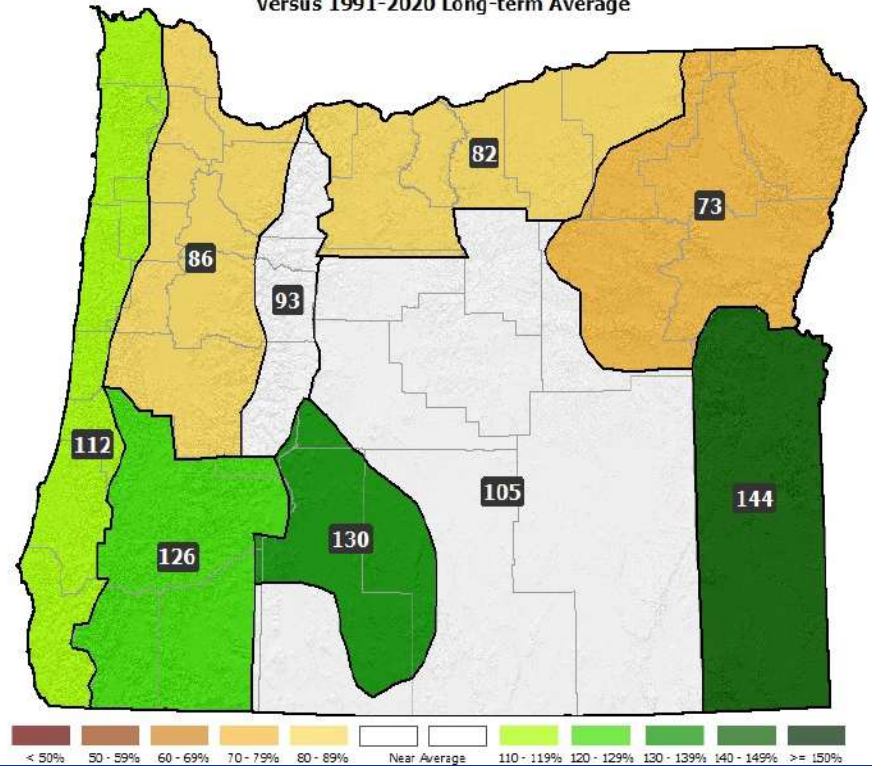 Versus 1991-2020 Long-term Average
82
73
86
93
112
105
144
126
130
< 50%
50 - 59%
60 - 69%
70 - 79%
80 - 89%
Near Average
110 - 119%
120 - 129%
130 - 139%
140 - 149%
>= 150%